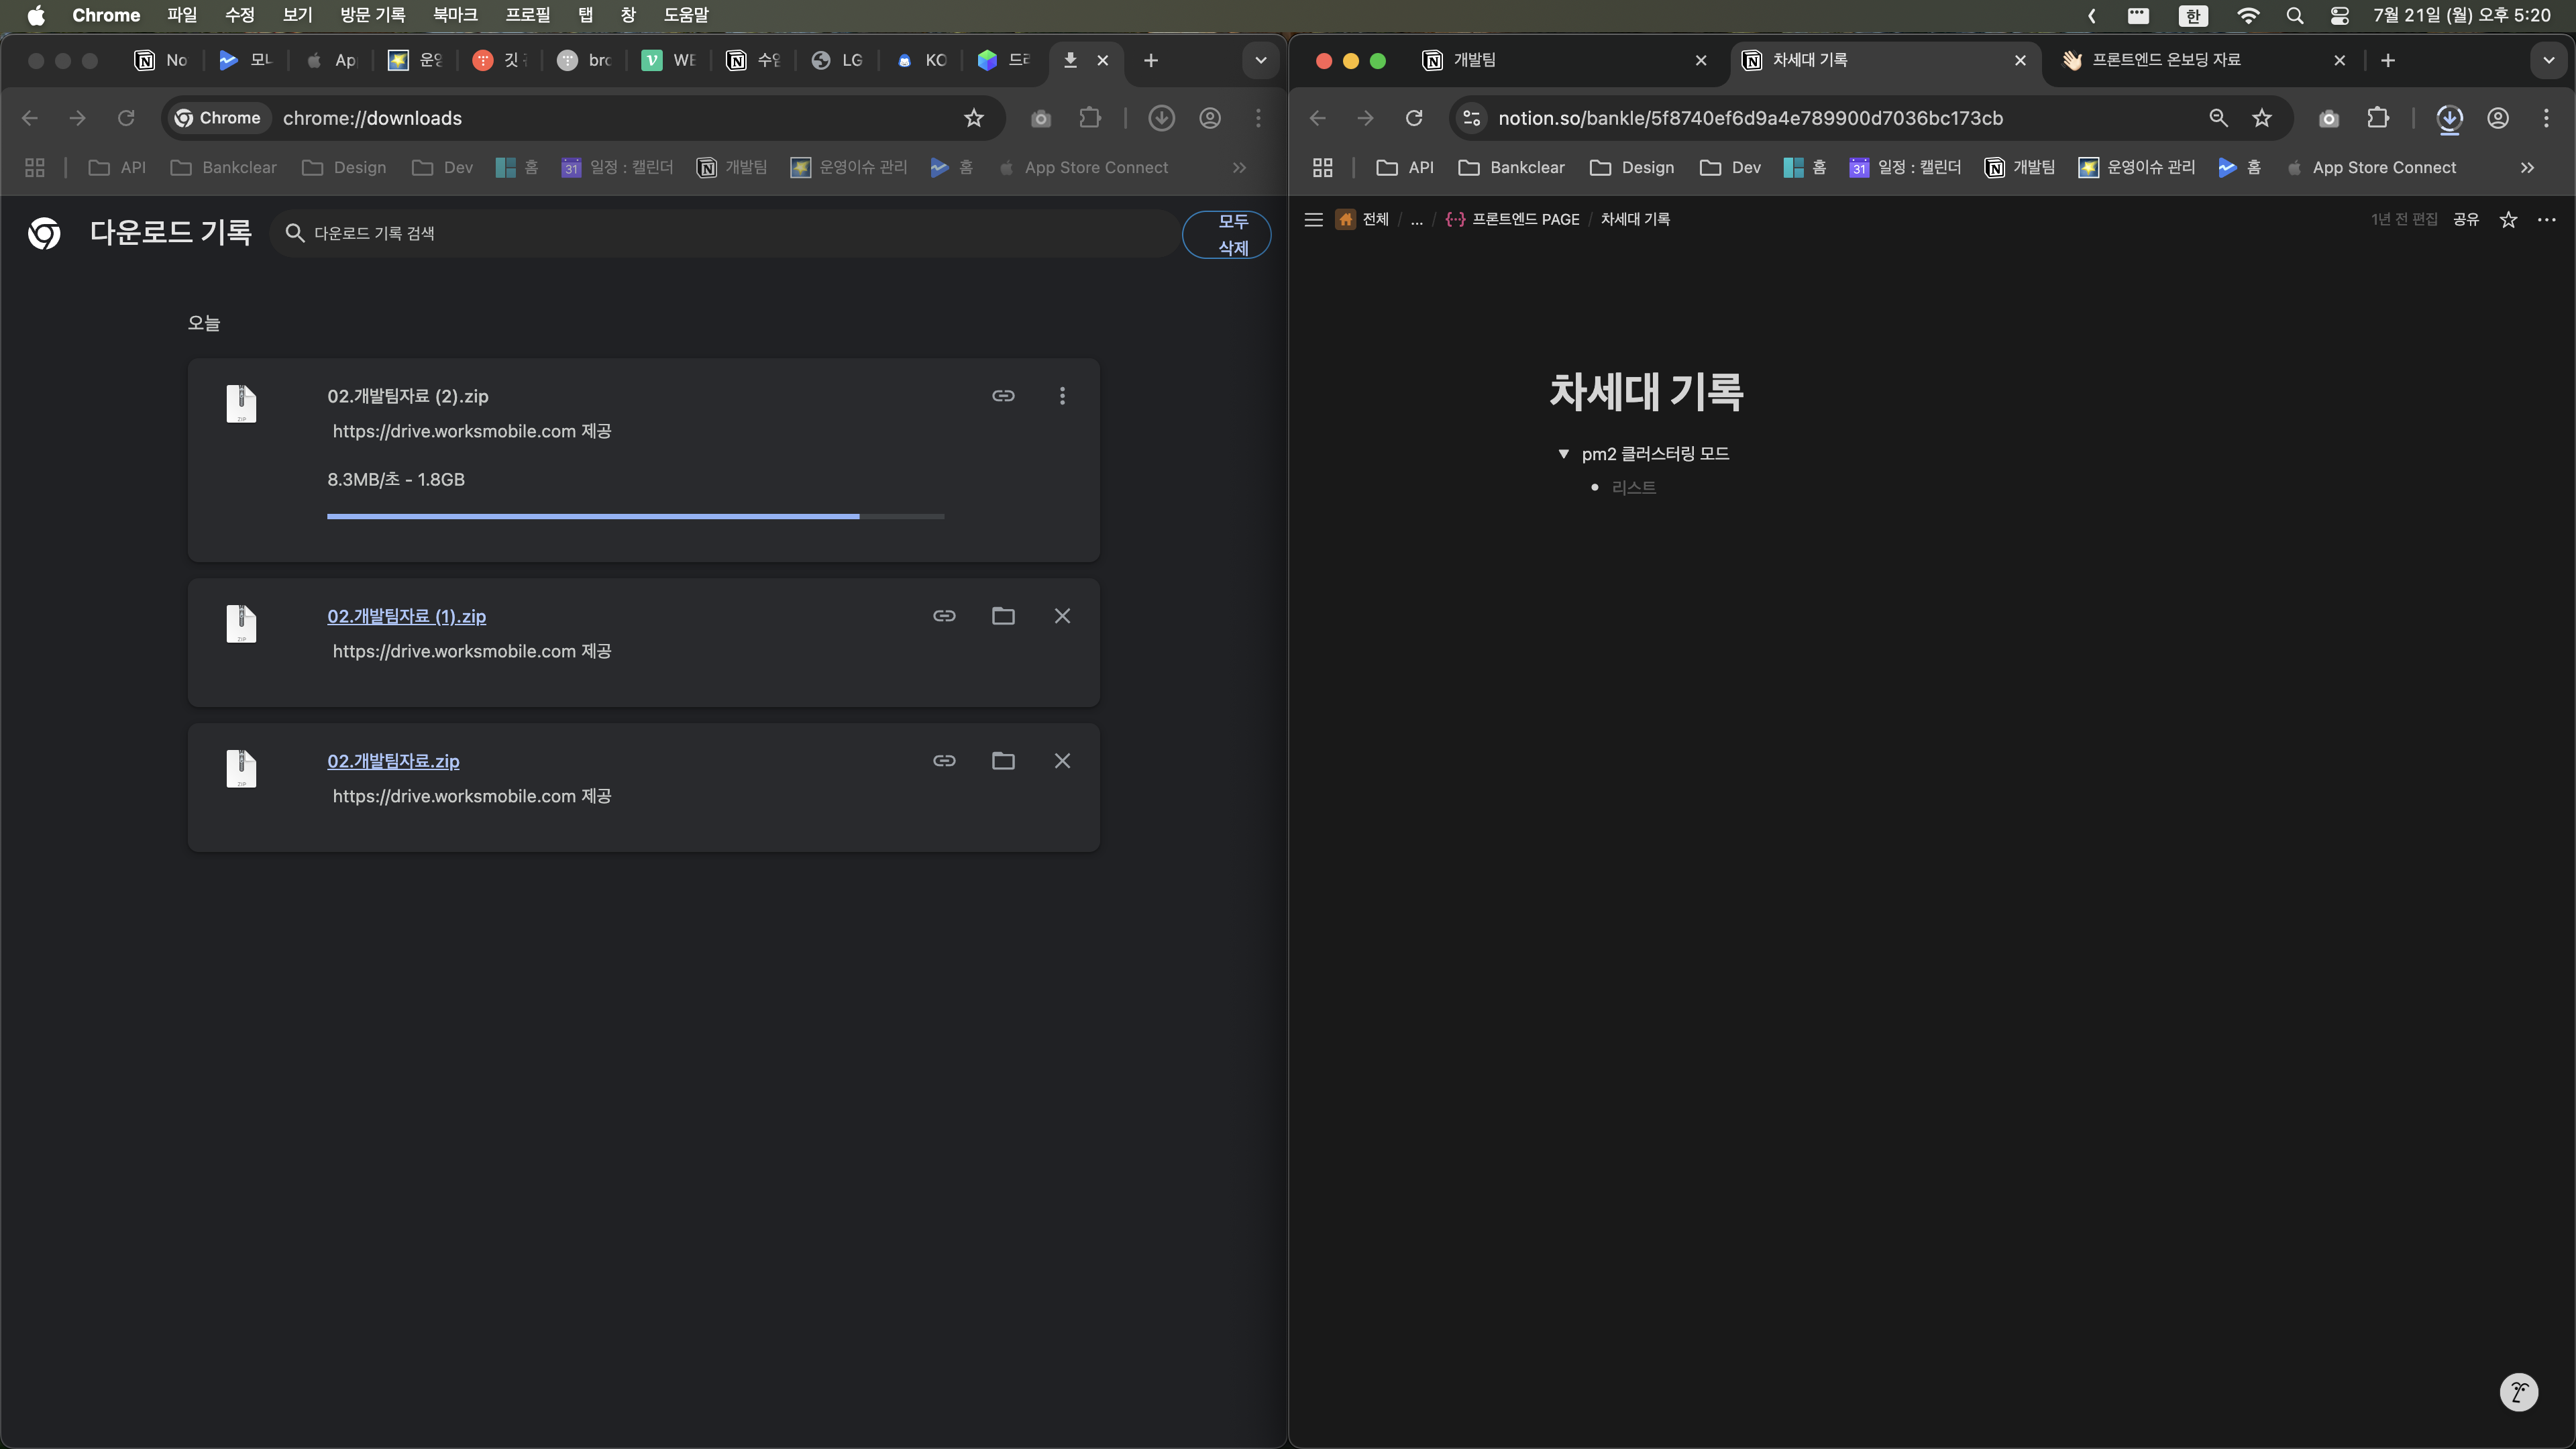 Chrome 파일 수정 보기 방문 기록 북마크 프로필 탭 창 도움말
한 7월 21일 (월) 오후 5:20
No 모니 App 운영 깃 bro WE 수임 LG KO 드라
Chrome chrome://downloads
API Bankclear Design Dev 홈 31 일정 : 캘린더 개발팀 운영이슈 관리 홈 App Store Connect
다운로드 기록
다운로드 기록 검색
모두
삭제
오늘
02.개발팀자료 (2).zip
https://drive.worksmobile.com 제공
8.3MB/초 - 1.8GB
ZIP
02.개발팀자료 (1).zip
https://drive.worksmobile.com 제공
ZIP
02.개발팀자료.zip
https://drive.worksmobile.com 제공
ZIP
개발팀 차세대 기록 프론트엔드 온보딩 자료
notion.so/bankle/5f8740ef6d9a4e789900d7036bc173cb
API Bankclear Design Dev 홈 31 일정 : 캘린더 개발팀 운영이슈 관리 홈 App Store Connect
전체 / ... / 프론트엔드 PAGE / 차세대 기록
1년 전 편집 공유
차세대 기록
pm2 클러스터링 모드
리스트